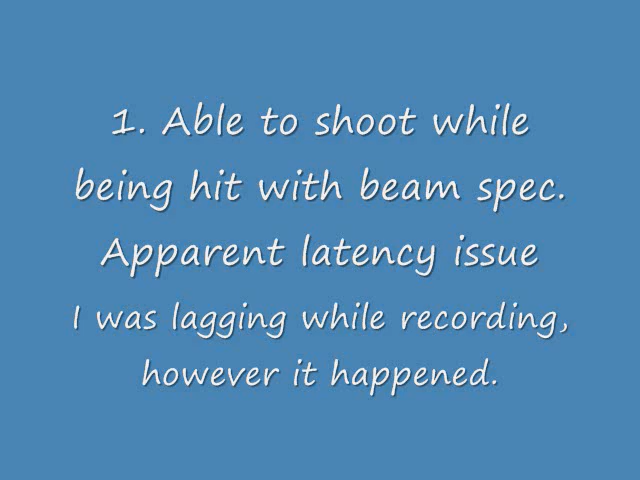 1. Able to shoot while
being hit with beam spec.
Apparent latency issue
I was lagging while recording,
however it happened.